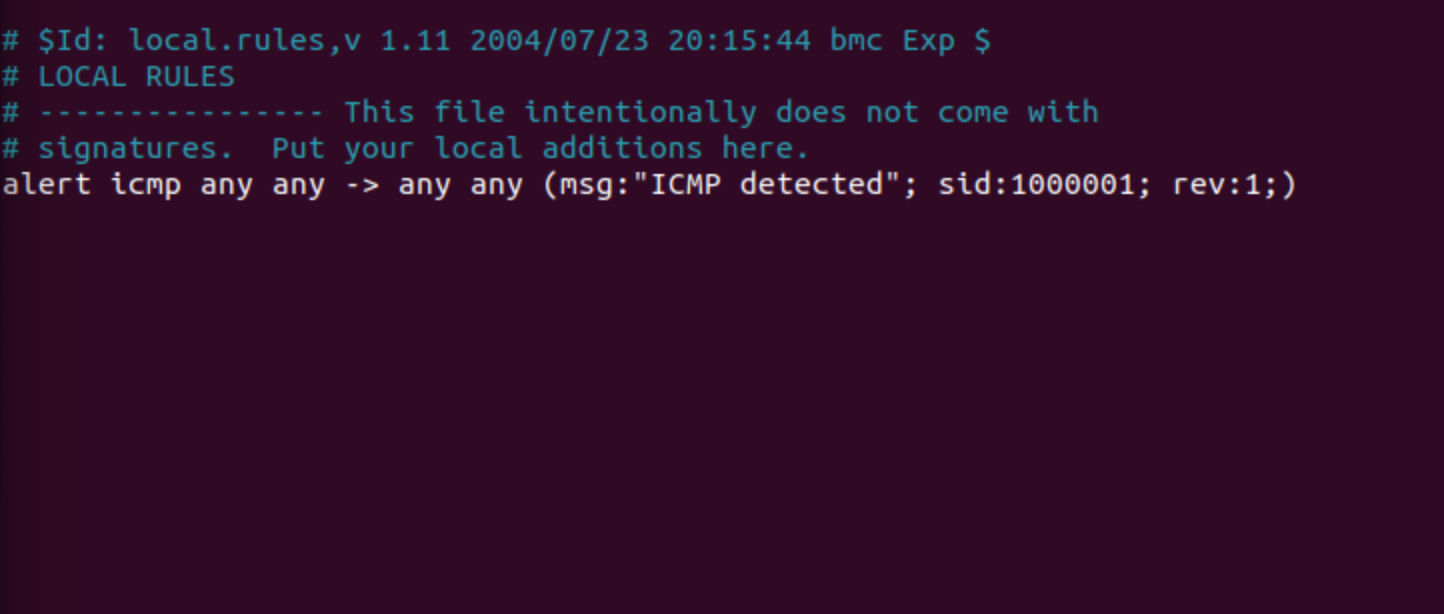 # $Id: local.rules,v 1.11 2004/07/23 20:15:44 bmc Exp $
# LOCAL RULES
# ---------------- This file intentionally does not come with
# signatures.  Put your local additions here.
alert icmp any any -> any any (msg:"ICMP detected"; sid:1000001; rev:1;)